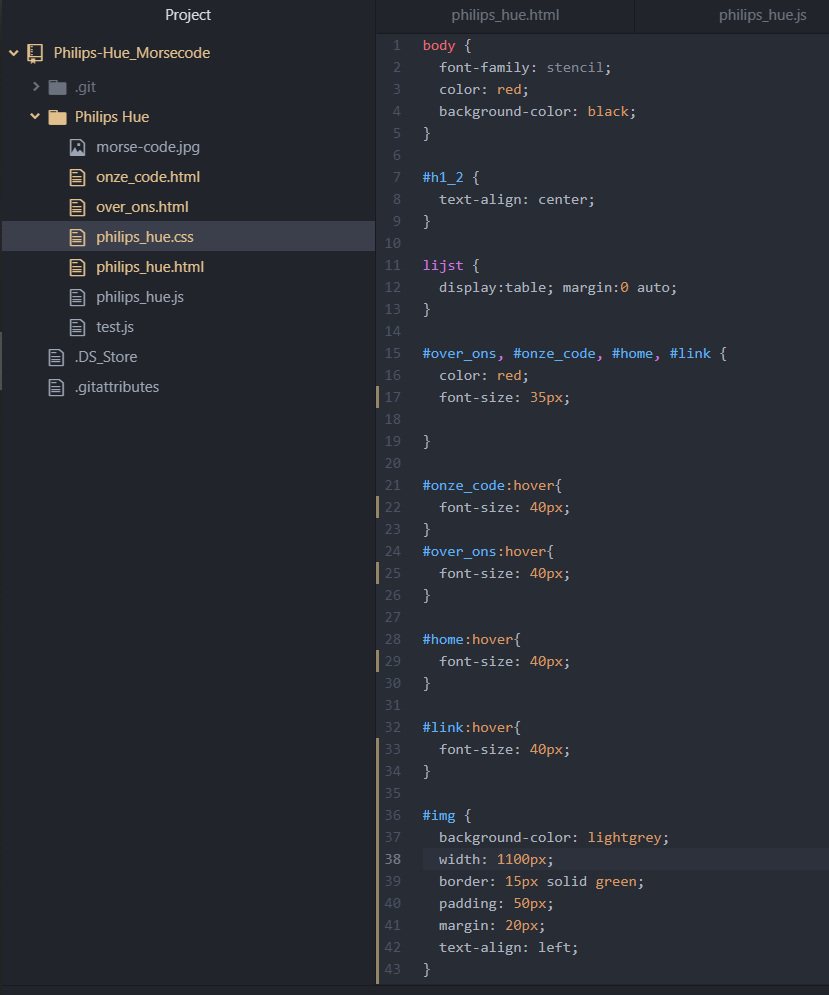 Project
Philips-Hue_Morsecode
.git
Philips Hue
morse-code.jpg
onze_code.html
over_ons.html
philips_hue.css
philips_hue.html
philips_hue.js
test.js
.DS_Store
.gitattributes
philips_hue.html philips_hue.js
1 body {
2   font-family: stencil;
3   color: red;
4   background-color: black;
5 }
6
7 #h1_2 {
8   text-align: center;
9 }
10
11 lijst {
12   display:table; margin:0 auto;
13 }
14
15 #over_ons, #onze_code, #home, #link {
16   color: red;
17   font-size: 35px;
18
19 }
20
21 #onze_code:hover{
22   font-size: 40px;
23 }
24 #over_ons:hover{
25   font-size: 40px;
26 }
27
28 #home:hover{
29   font-size: 40px;
30 }
31
32 #link:hover{
33   font-size: 40px;
34 }
35
36 #img {
37   background-color: lightgrey;
38   width: 1100px;
39   border: 15px solid green;
40   padding: 50px;
41   margin: 20px;
42   text-align: left;
43 }